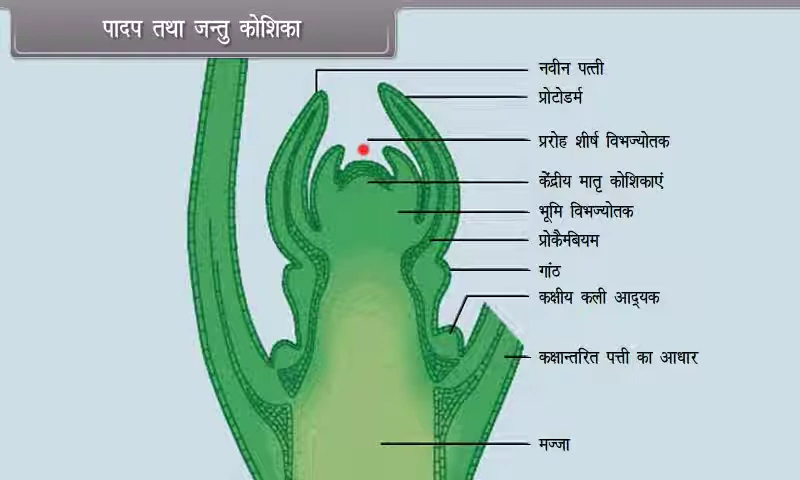 पादप तथा जन्तु कोशिका
नवीन पत्ती
प्रोटोडर्म
प्ररोह शीर्ष विभज्योतक
केंद्रीय मातृ कोशिकाएं
भूमि विभज्योतक
प्रोकैमबियम
गांठ
कक्षीय कली आद्यक
कक्षान्तरित पत्ती का आधार
मज्जा